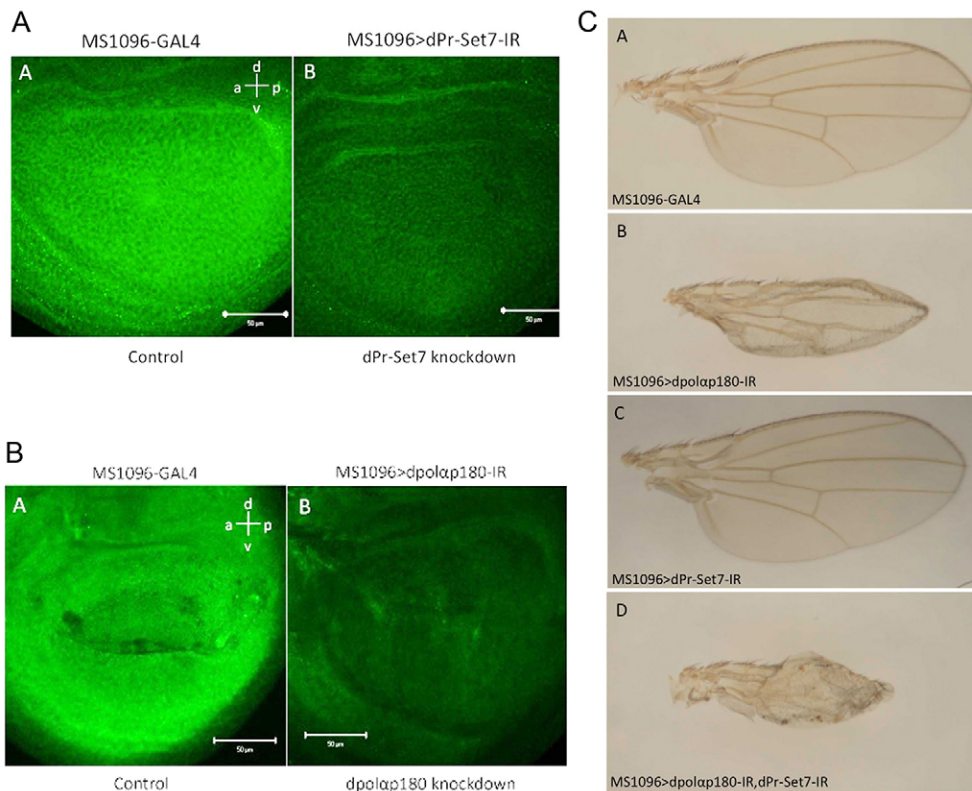 A
MS1096-GAL4
MS1096>dPr-Set7-IR
A
d
a p
v
B
50 µm
50 µm
Control
dPr-Set7 knockdown
B
MS1096-GAL4
MS1096>dpolαp180-IR
A
d
a p
v
B
50 µm
50 µm
Control
dpolαp180 knockdown
C
A
MS1096-GAL4
B
MS1096>dpolαp180-IR
C
MS1096>dPr-Set7-IR
D
MS1096>dpolαp180-IR,dPr-Set7-IR